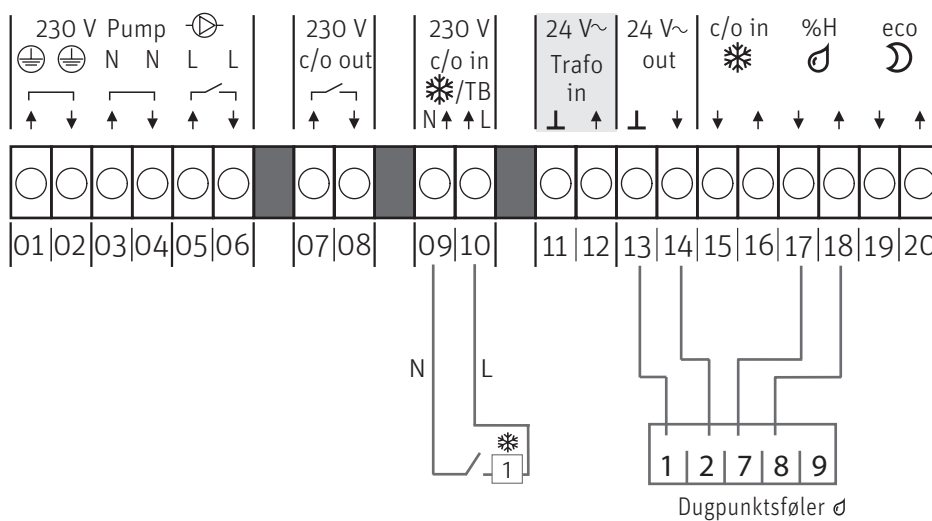 230 V Pump 230 V 230 V 24 V~ 24 V~ c/o in %H eco
N N L L c/o out c/o in Trafo out
/TB in
N L
01 02 03 04 05 06 07 08 09 10 11 12 13 14 15 16 17 18 19 20
N L
1
1 2 7 8 9
Dugpunktsføler